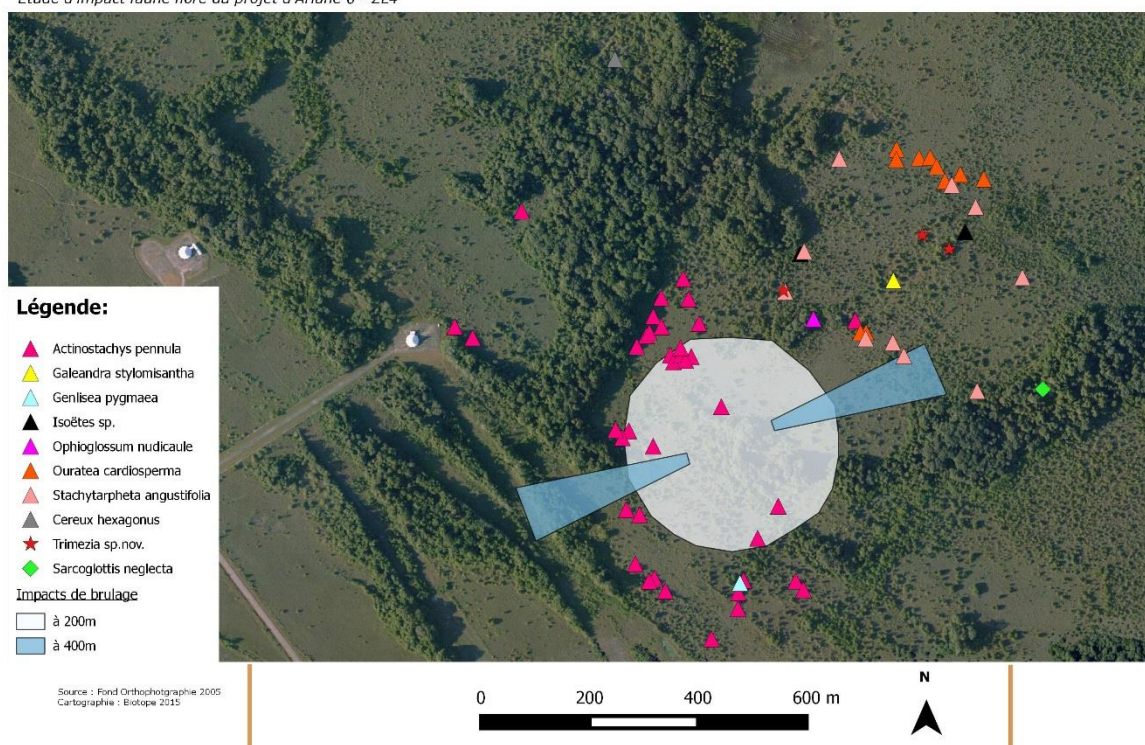 Etude d'impact faune flore du projet d'Ariane 6 - ZL4
Légende:
Actinostachys pennula
Galeandra stylomisantha
Genlisea pygmaea
Isoëtes sp.
Ophioglossum nudicaule
Ouratea cardiosperma
Stachytarpheta angustifolia
Cereux hexagonus
Trimezia sp.nov.
Sarcoglottis neglecta
Impacts de brulage
à 200m
à 400m
Source : Fond Orthophotgraphie 2005
Cartographie : Biotope 2015
0 200 400 600 m
N